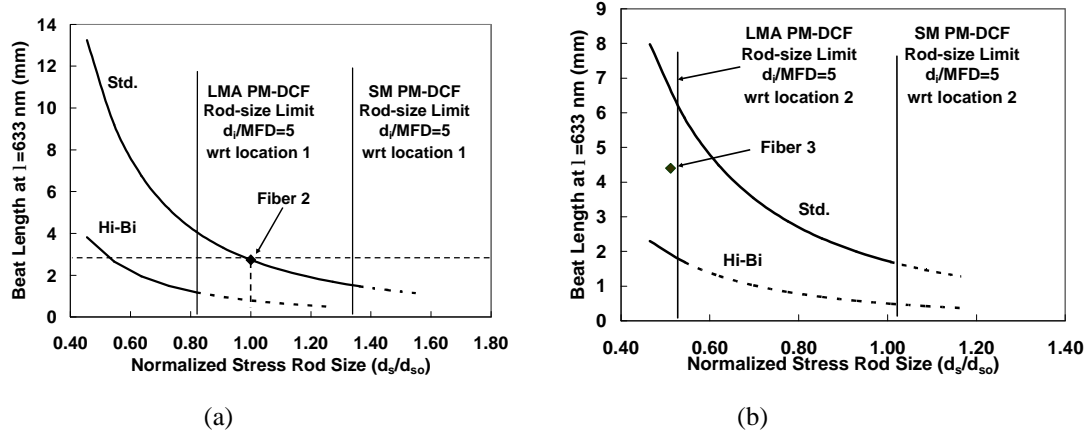 14
12
10
8
6
4
2
0
Beat Length at l =633 nm (mm)
Std.
Hi-Bi
LMA PM-DCF
Rod-size Limit
di/MFD=5
wrt location 1
SM PM-DCF
Rod-size Limit
di/MFD=5
wrt location 1
Fiber 2
0.40 0.60 0.80 1.00 1.20 1.40 1.60 1.80
Normalized Stress Rod Size (ds/dso)
(a)
9
8
7
6
5
4
3
2
1
0
Beat Length at l =633 nm (mm)
LMA PM-DCF
Rod-size Limit
di/MFD=5
wrt location 2
SM PM-DCF
Rod-size Limit
di/MFD=5
wrt location 2
Fiber 3
Std.
Hi-Bi
0.40 0.60 0.80 1.00 1.20 1.40
Normalized Stress Rod Size (ds/dso)
(b)